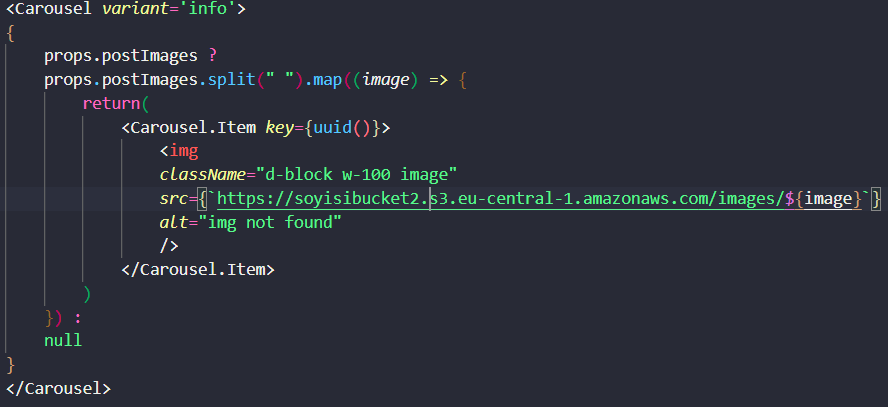 <Carousel variant='info'>
{
props.postImages ?
props.postImages.split(" ").map((image) => {
return(
<Carousel.Item key={uuid()}>
<img
className="d-block w-100 image"
src={`https://soyisibucket2.s3.eu-central-1.amazonaws.com/images/${image}`}
alt="img not found"
/>
</Carousel.Item>
)
}) :
null
}
</Carousel>